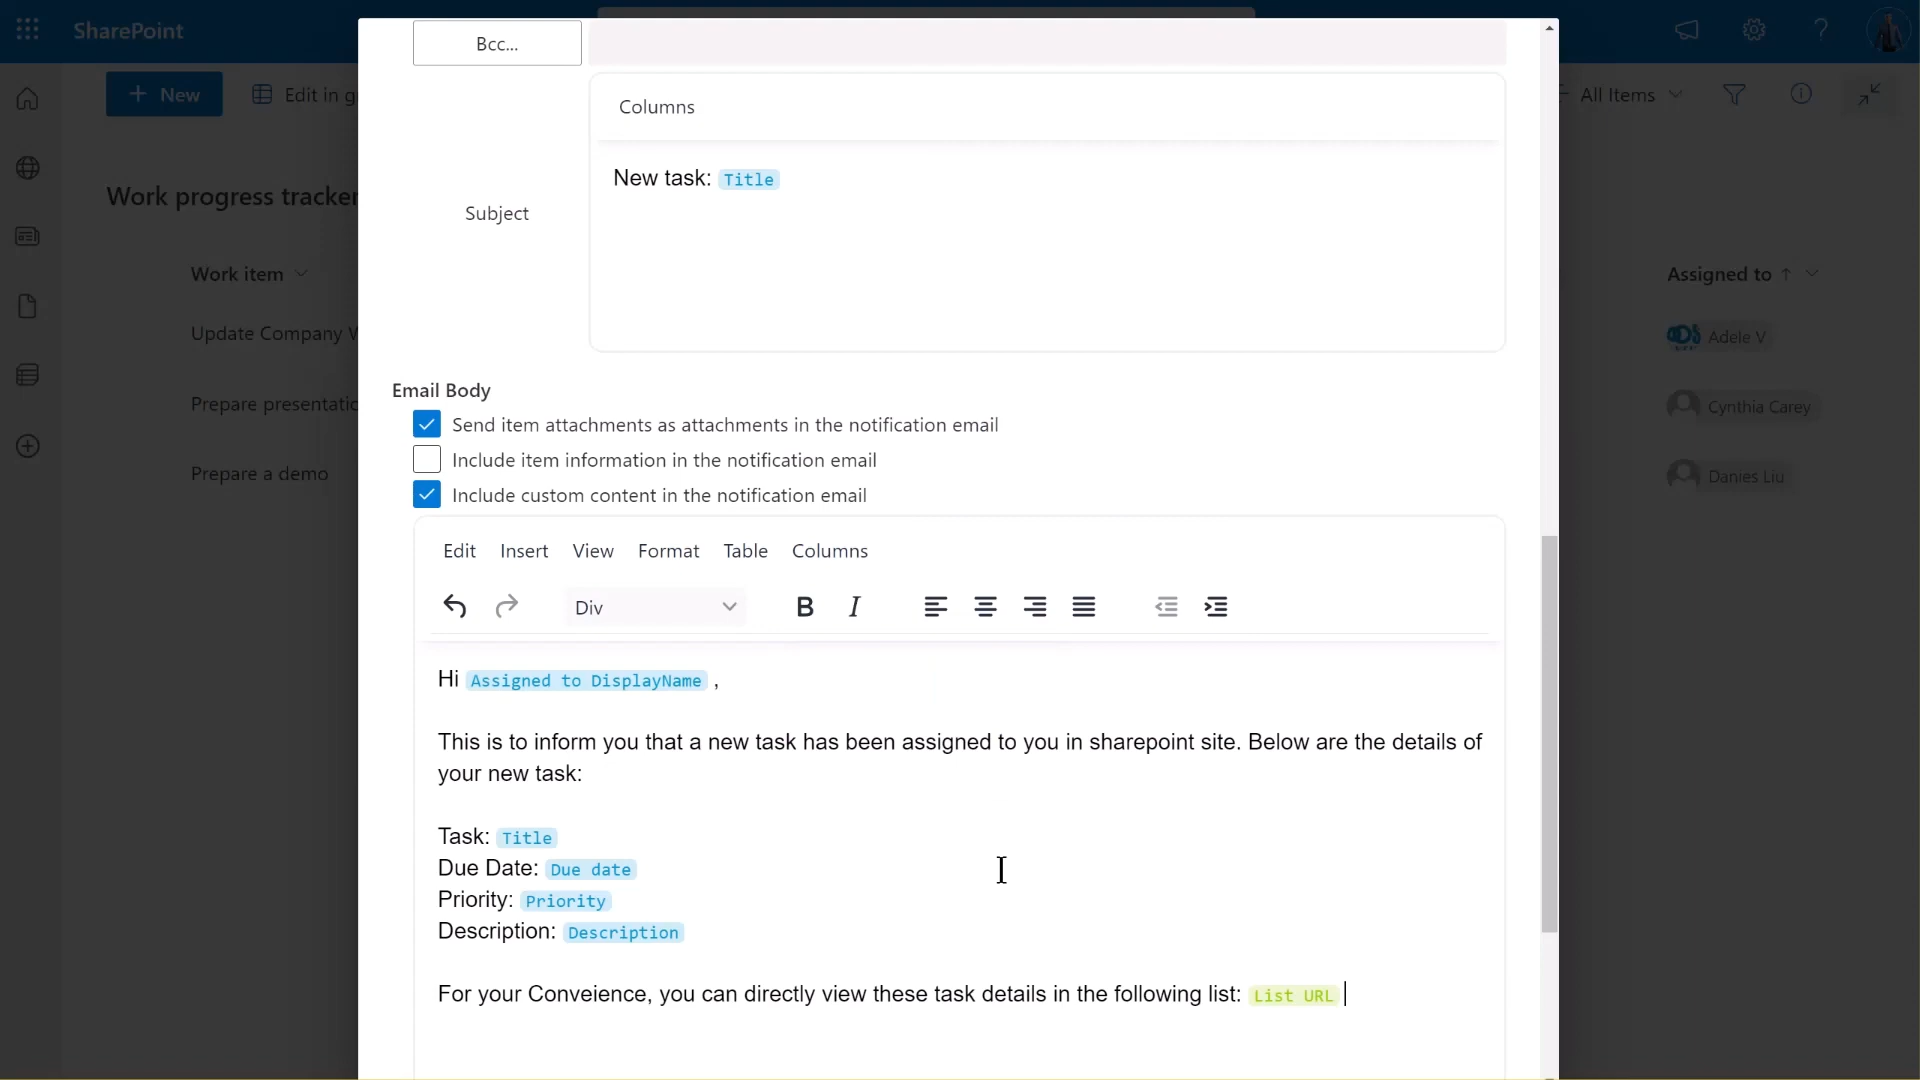 SharePoint
Bcc...
New
Edit in g
All Items
Columns
New task: Title
Subject
Work progress tracker
Work item
Assigned to
Update Company W
Adele V
Prepare presentatio
Cynthia Carey
Prepare a demo
Danies Liu
Email Body
Send item attachments as attachments in the notification email
Include item information in the notification email
Include custom content in the notification email
Edit Insert View Format Table Columns
Div B I
Hi Assigned to DisplayName ,
This is to inform you that a new task has been assigned to you in sharepoint site. Below are the details of
your new task:
Task: Title
Due Date: Due date
Priority: Priority
Description: Description
For your Conveience, you can directly view these task details in the following list: List URL